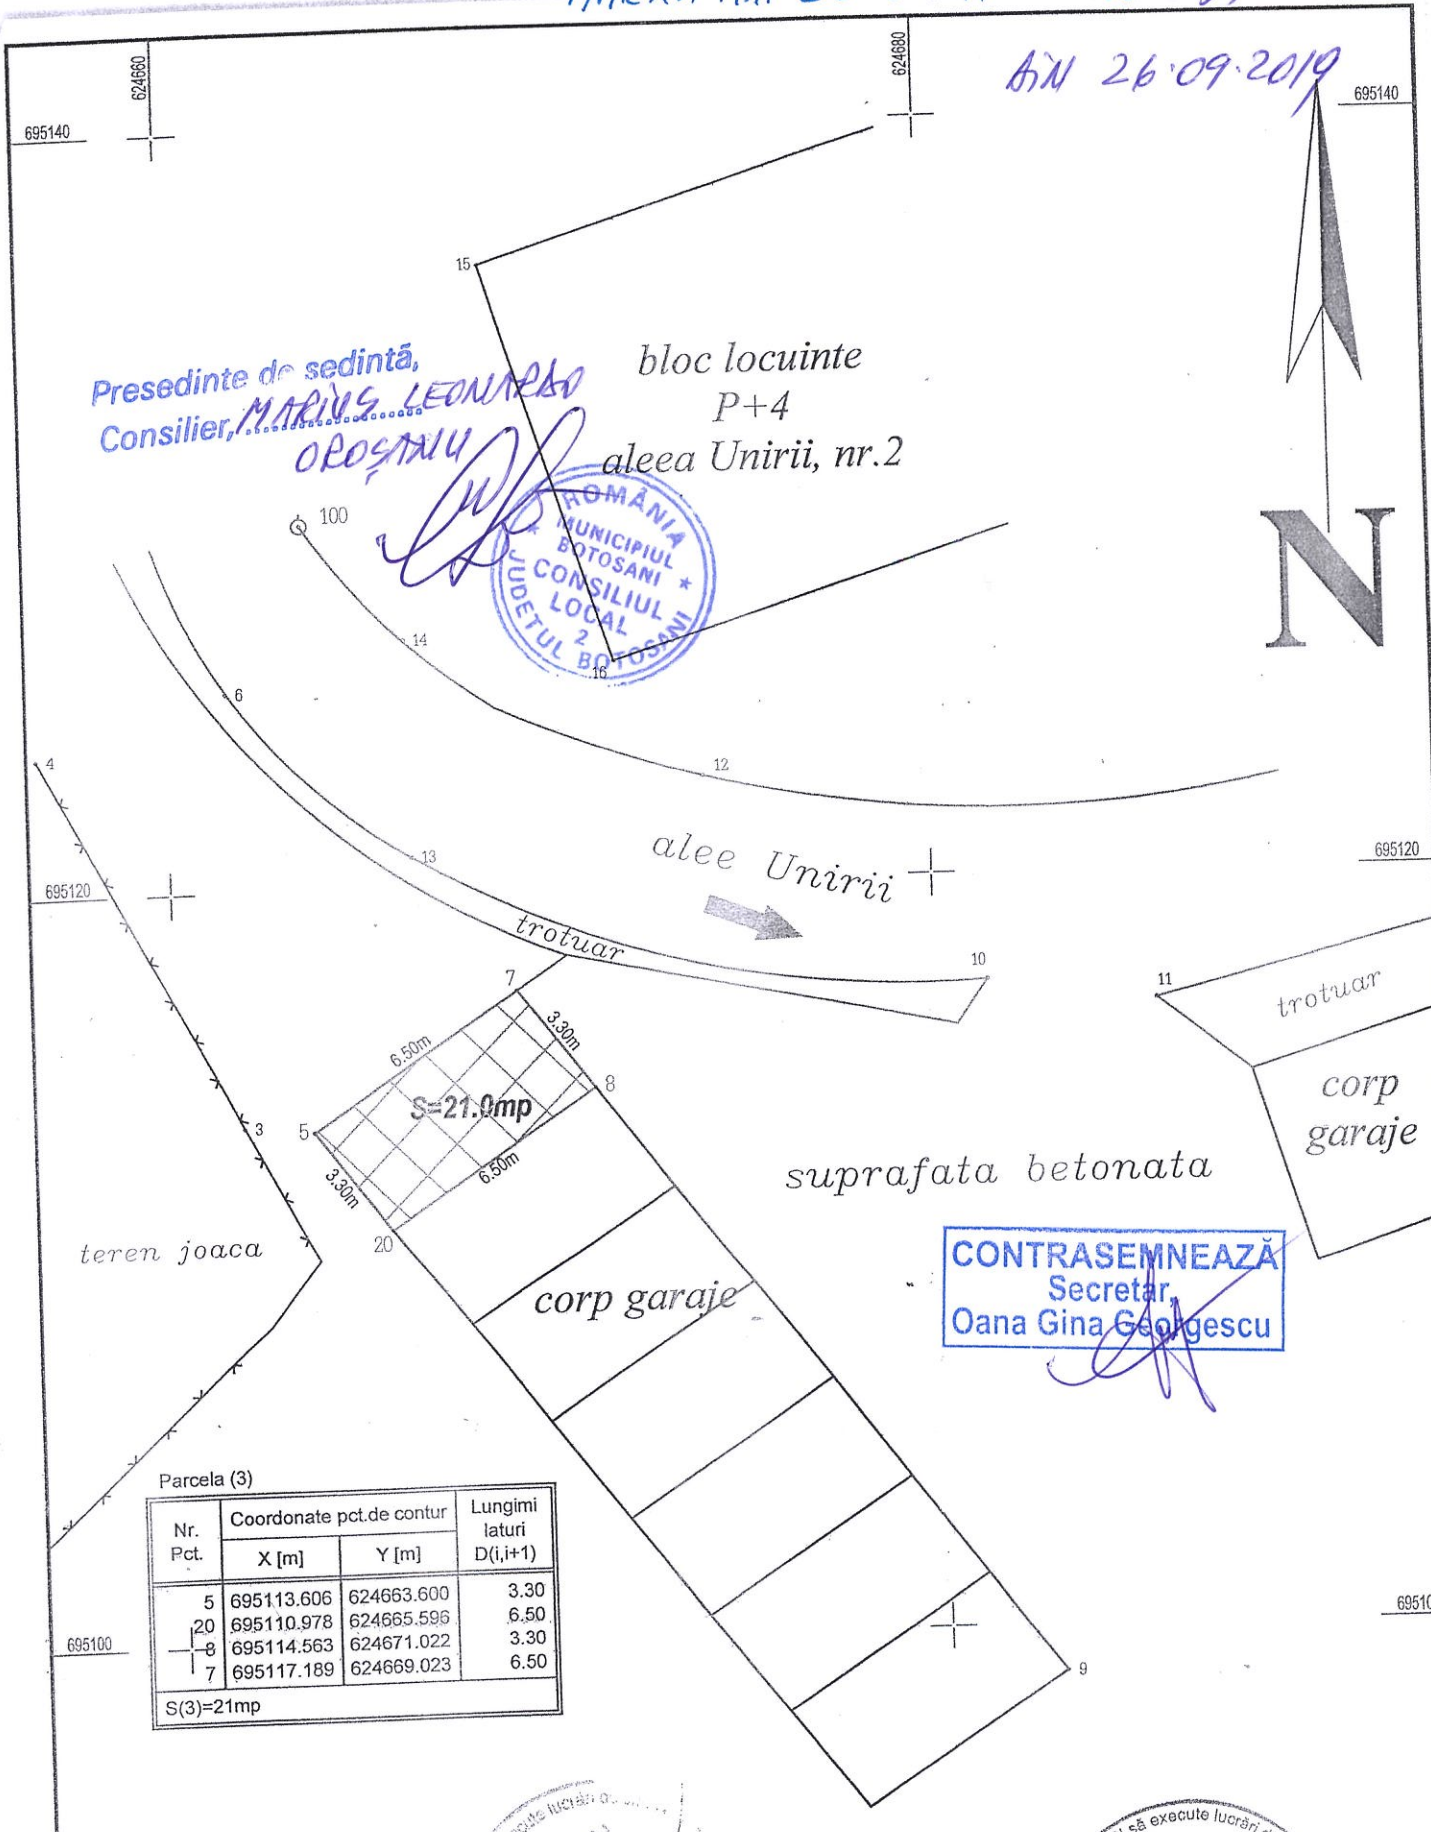 AiN 26.09.2019
624660
624680
695140
695140
15
bloc locuinte
P+4
aleea Unirii, nr.2
Presedinte de sedintă,
Consilier, MARIUS LEONARDO
OROȘANU
ROMÂNIA
MUNICIPIUL
BOTOSANI
CONSILIUL
LOCAL
2
JUDETUL BOTOSANI
100
14
16
N
6
4
12
13
alee Unirii
695120
695120
trotuar
10
11
trotuar
7
3.30m
6.50m
8
S=21.0mp
5
3
3.30m
6.50m
20
corp
garaje
suprafata betonata
teren joaca
corp garaje
CONTRASEMNEAZĂ
Secretar,
Oana Gina Georgescu
Parcela (3)
Nr. Pct.
Coordonate pct.de contur
Lungimi laturi D(i,i+1)
X [m]
Y [m]
5 695113.606 624663.600 3.30
20 695110.978 624665.596 6.50
8 695114.563 624671.022 3.30
7 695117.189 624669.023 6.50
S(3)=21mp
695100
69510
9
să execute lucrări